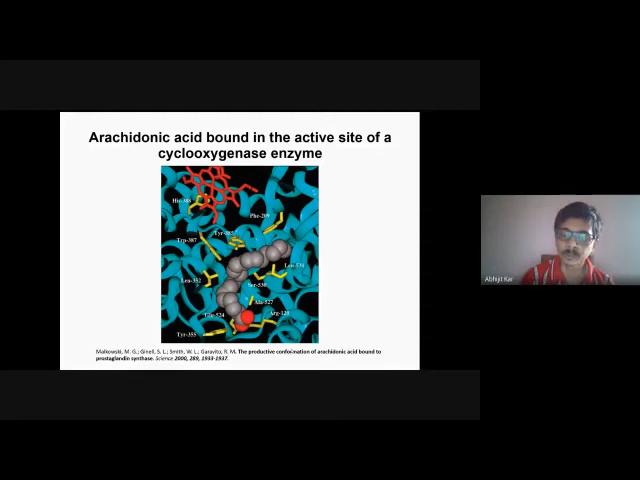 Arachidonic acid bound in the active site of a
cyclooxygenase enzyme
His-388
Phe-209
Tyr-385
Trp-387
Leu-534
Leu-352
Ser-530
Ala-527
Glu-524
Arg-120
Tyr-355
Malkowski, M. G.; Ginell, S. L.; Smith, W. L.; Garavito, R. M. The productive conformation of arachidonic acid bound to
prostaglandin synthase. Science 2000, 289, 1933-1937.
Abhijit Kar